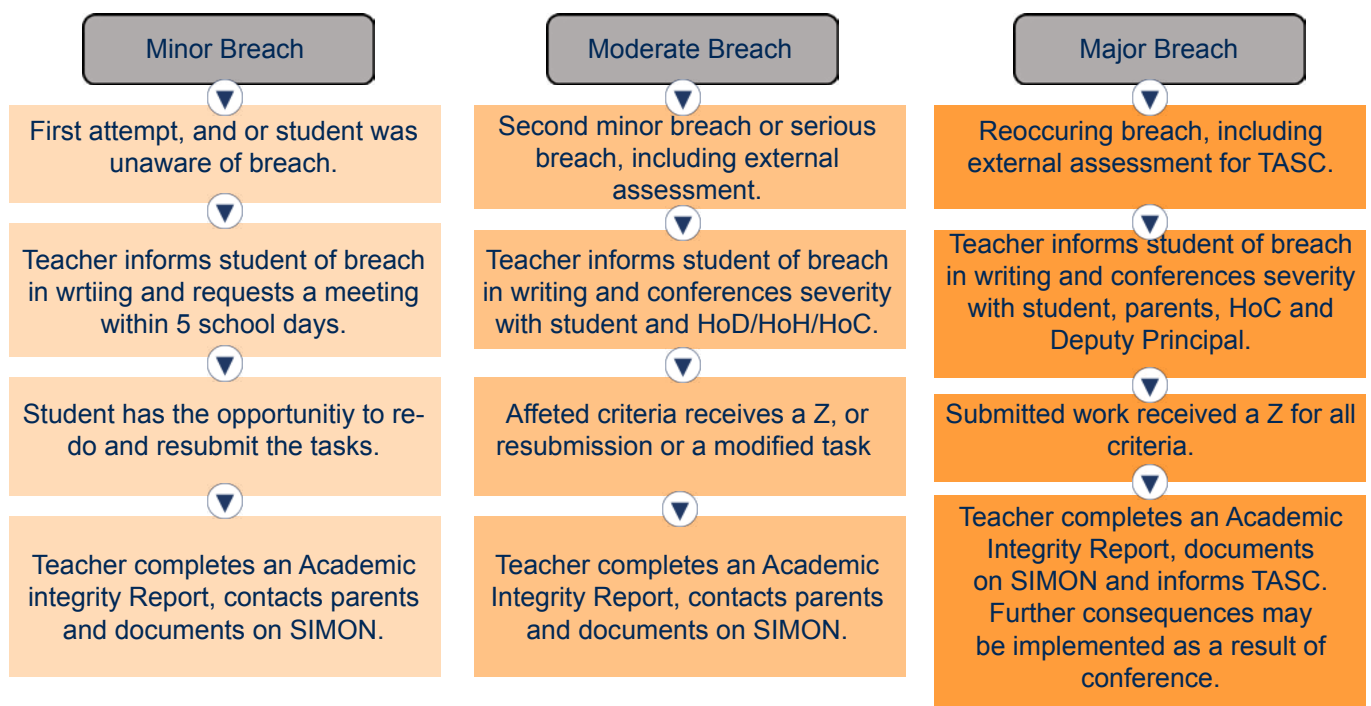 Minor Breach
First attempt, and or student was
unaware of breach.
Teacher informs student of breach
in wrtiing and requests a meeting
within 5 school days.
Student has the opportunitiy to re-
do and resubmit the tasks.
Teacher completes an Academic
integrity Report, contacts parents
and documents on SIMON.
Moderate Breach
Second minor breach or serious
breach, including external
assessment.
Teacher informs student of breach
in writing and conferences severity
with student and HoD/HoH/HoC.
Affeted criteria receives a Z, or
resubmission or a modified task
Teacher completes an Academic
Integrity Report, contacts parents
and documents on SIMON.
Major Breach
Reoccuring breach, including
external assessment for TASC.
Teacher informs student of breach
in writing and conferences severity
with student, parents, HoC and
Deputy Principal.
Submitted work received a Z for all
criteria.
Teacher completes an Academic
Integrity Report, documents
on SIMON and informs TASC.
Further consequences may
be implemented as a result of
conference.